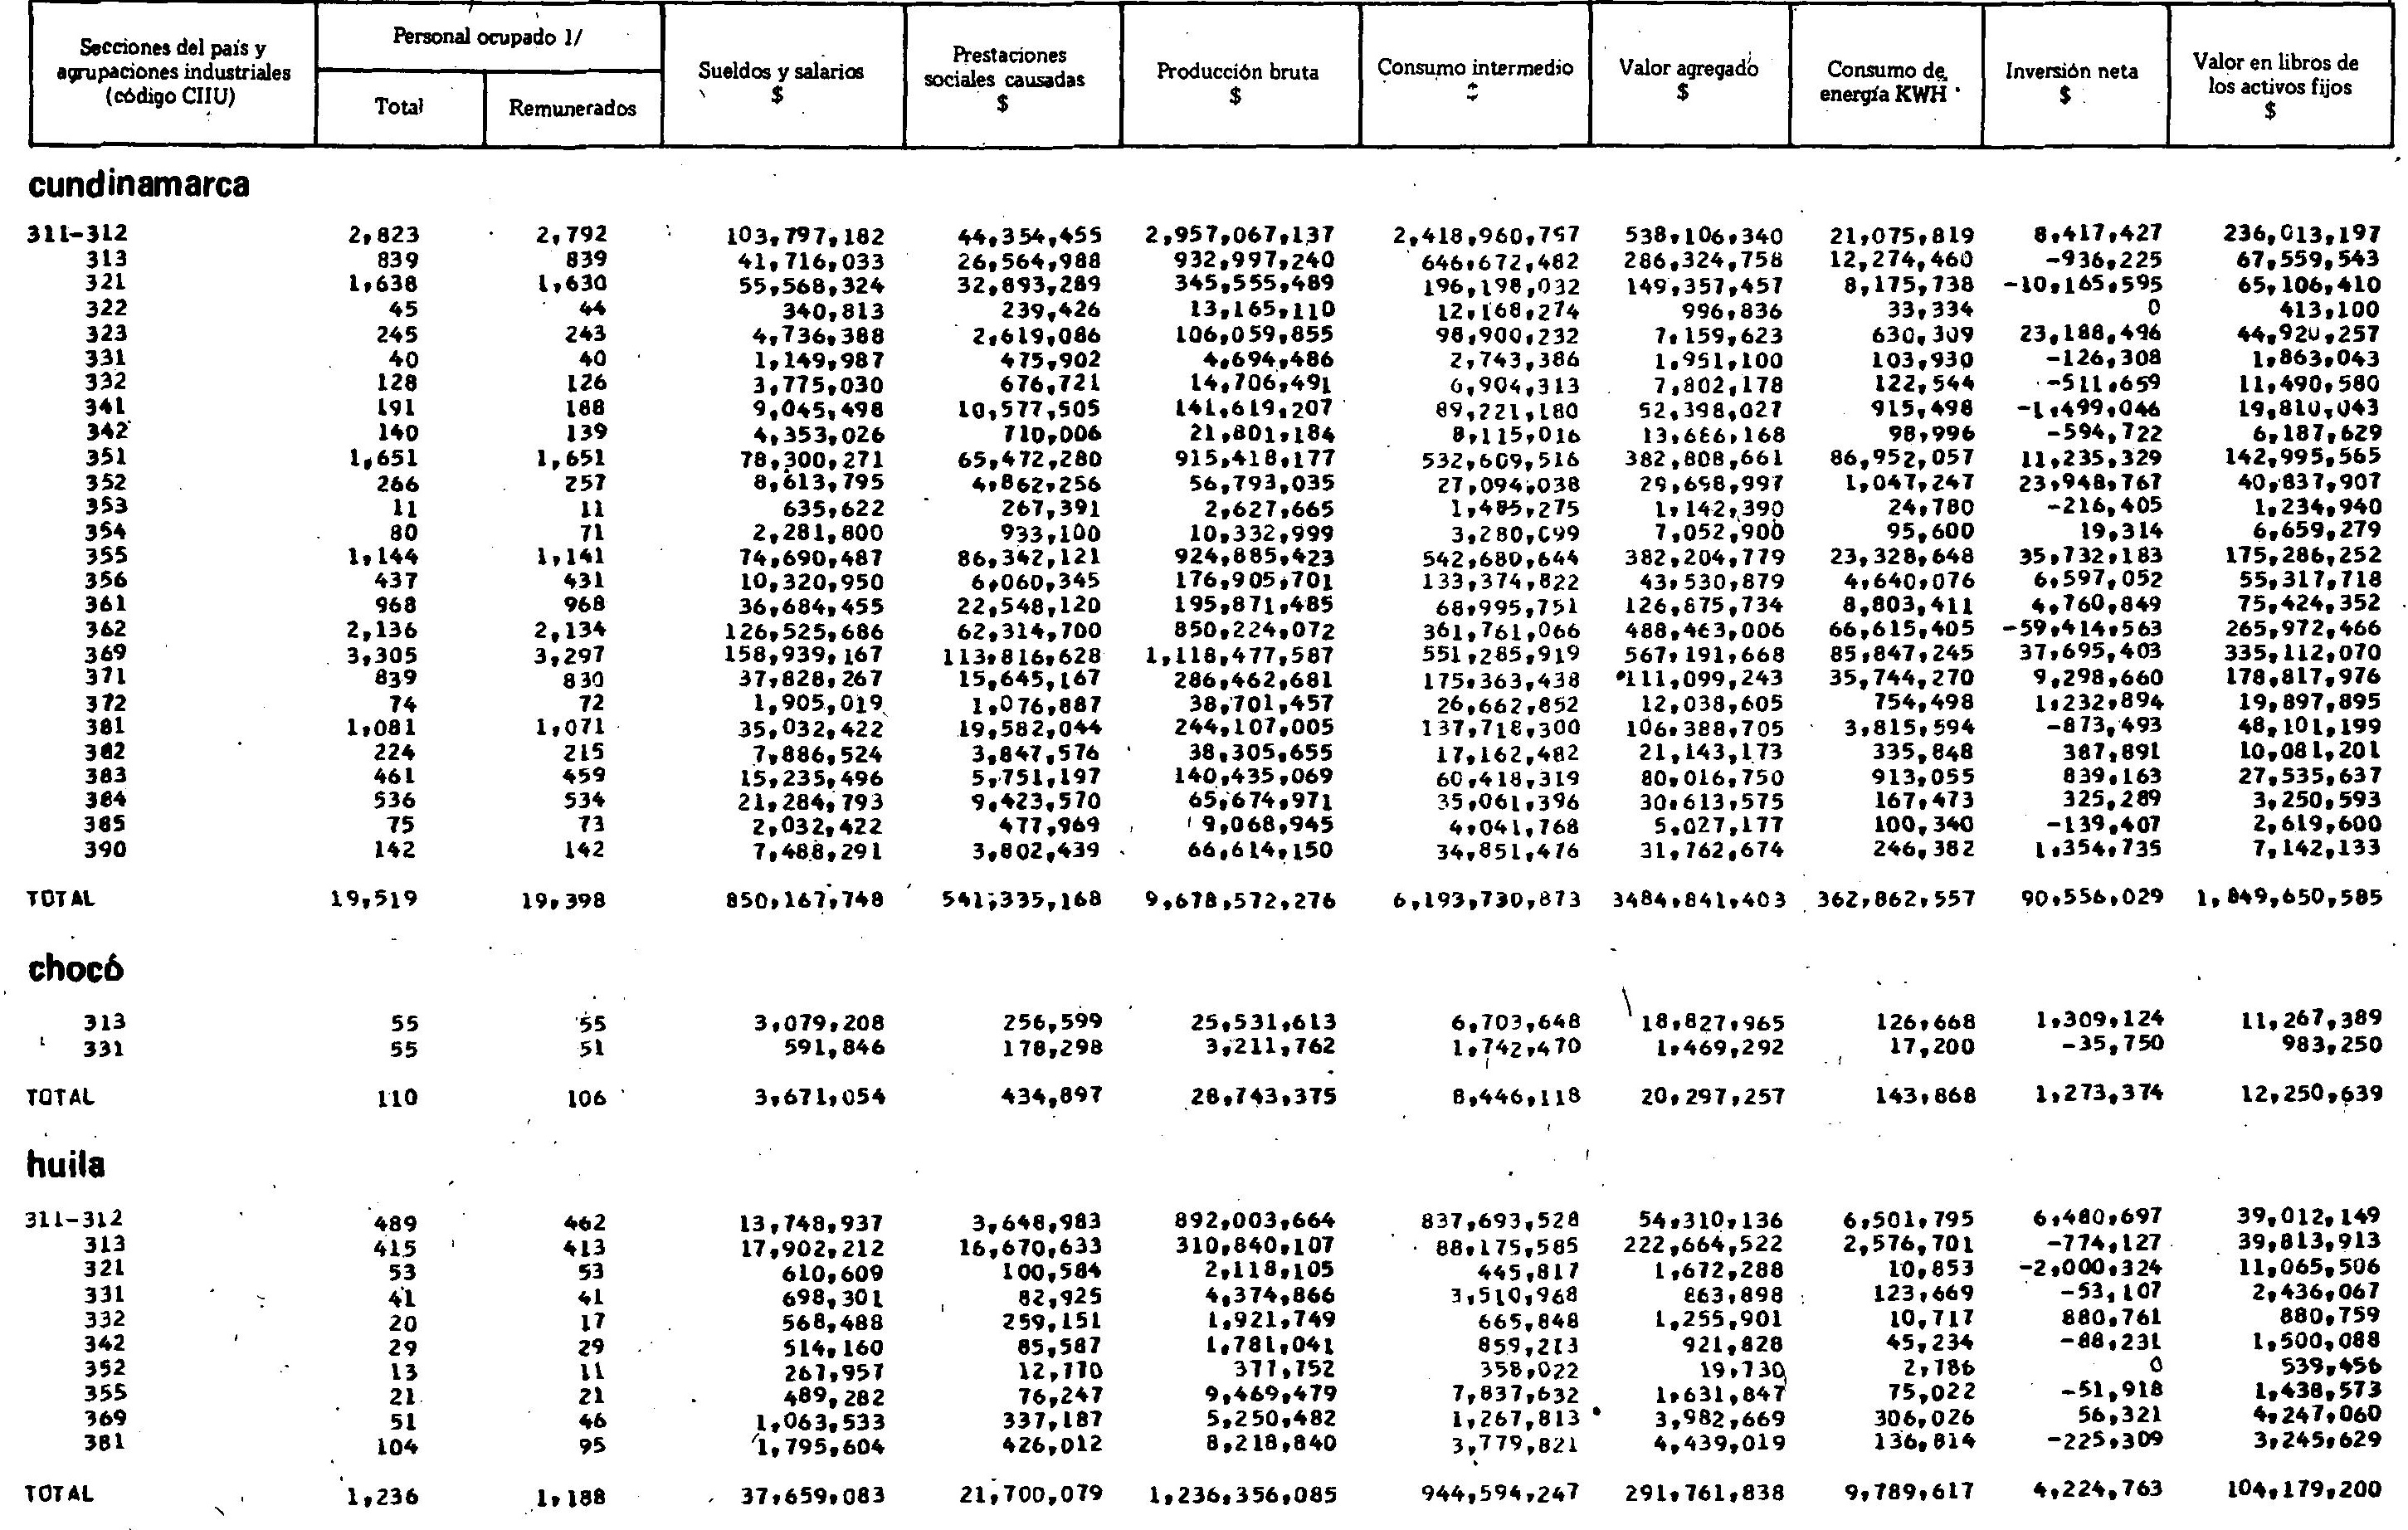 Secciones del país y agrupaciones industriales (código CIIU) Personal ocupado 1/ Total Remunerados Sueldos y salarios $ Prestaciones sociales causadas $ Producción bruta $ Consumo intermedio $ Valor agregado $ Consumo de energía KWH Inversión neta $ Valor en libros de los activos fijos $
cundinamarca
311-312 2,823 2,792 103,797,182 44,354,455 2,957,067,137 2,418,960,797 538,106,340 21,075,819 8,417,427 236,013,197
313 839 839 41,716,033 26,564,988 932,997,240 646,672,482 286,324,758 12,274,460 -936,225 67,559,543
321 1,638 1,630 55,568,324 32,893,289 345,555,489 196,198,032 149,357,457 8,175,738 -10,165,595 65,106,410
322 45 44 340,813 239,426 13,165,110 12,168,274 996,836 33,334 0 413,100
323 245 243 4,736,388 2,619,086 106,059,855 98,900,232 7,159,623 630,309 23,188,496 44,920,257
331 40 40 1,149,987 475,902 4,694,486 2,743,386 1,951,100 103,930 -126,308 1,863,043
332 128 126 3,775,030 676,721 14,706,491 6,904,313 7,802,178 122,544 -511,659 11,490,580
341 191 188 9,045,498 10,577,505 141,619,207 89,221,180 52,398,027 915,498 -1,499,046 19,810,043
342 140 139 4,353,026 710,006 21,801,184 8,115,016 13,686,168 98,996 -594,722 6,187,629
351 1,651 1,651 78,300,271 65,472,280 915,418,177 532,609,516 382,808,661 86,952,057 11,235,329 142,995,565
352 266 257 8,613,795 4,862,256 56,793,035 27,094,038 29,698,997 1,047,247 23,948,767 40,837,907
353 11 11 635,622 267,391 2,627,665 1,485,275 1,142,390 24,780 -216,405 1,234,940
354 80 71 2,281,800 933,100 10,332,999 3,280,099 7,052,900 95,600 19,314 6,659,279
355 1,144 1,141 74,690,487 86,342,121 924,885,423 542,680,644 382,204,779 23,328,648 35,732,183 175,286,252
356 437 431 10,320,950 6,060,345 176,905,701 133,374,822 43,530,879 4,640,076 6,597,052 55,317,718
361 968 968 36,684,455 22,548,120 195,871,485 68,995,751 126,875,734 8,803,411 4,760,849 75,424,352
362 2,136 2,134 126,525,686 62,314,700 850,224,072 361,761,066 488,463,006 66,615,405 -59,414,563 265,972,466
369 3,305 3,297 158,939,167 113,816,628 1,118,477,587 551,285,919 567,191,668 85,847,245 37,695,403 335,112,070
371 839 830 37,828,267 15,645,167 286,462,681 175,363,438 111,099,243 35,744,270 9,298,660 178,817,976
372 74 72 1,905,019 1,076,887 38,701,457 26,662,852 12,038,605 754,498 1,232,894 19,897,895
381 1,081 1,071 35,032,422 19,582,044 244,107,005 137,718,300 106,388,705 3,815,594 -873,493 48,101,199
382 224 215 7,886,524 3,847,576 38,305,655 17,162,482 21,143,173 335,848 387,891 10,081,201
383 461 459 15,235,496 5,751,197 140,435,069 60,418,319 80,016,750 913,055 839,163 27,535,637
384 536 534 21,284,793 9,423,570 65,674,971 35,061,396 30,613,575 167,473 325,289 3,250,593
385 75 73 2,032,422 477,969 9,068,945 4,041,768 5,027,177 100,340 -139,407 2,619,600
390 142 142 7,488,291 3,802,439 66,614,150 34,851,476 31,762,674 246,382 1,354,735 7,142,133
TOTAL 19,519 19,398 850,167,748 541,335,168 9,678,572,276 6,193,730,873 3484,841,403 362,862,557 90,556,029 1,849,650,585
chocó
313 55 55 3,079,208 256,599 25,531,613 6,703,648 18,827,965 126,668 1,309,124 11,267,389
331 55 51 591,846 178,298 3,211,762 1,742,470 1,469,292 17,200 -35,750 983,250
TOTAL 110 106 3,671,054 434,897 28,743,375 8,446,118 20,297,257 143,868 1,273,374 12,250,639
huila
311-312 489 462 13,748,937 3,648,983 892,003,664 837,693,528 54,310,136 6,501,795 6,480,697 39,012,149
313 415 413 17,902,212 16,670,633 310,840,107 88,175,585 222,664,522 2,576,701 -774,127 39,813,913
321 53 53 610,609 100,584 2,118,105 445,817 1,672,288 10,853 -2,000,324 11,065,506
331 41 41 698,301 82,925 4,374,866 3,510,968 863,898 123,669 -53,107 2,436,067
332 20 17 568,488 259,151 1,921,749 665,848 1,255,901 10,717 880,761 880,759
342 29 29 514,160 85,587 1,781,041 859,213 921,828 45,234 -88,231 1,500,088
352 13 11 267,957 12,770 377,752 358,022 19,730 2,786 0 539,456
355 21 21 489,282 76,247 9,469,479 7,837,632 1,631,847 75,022 -51,918 1,438,573
369 51 46 1,063,533 337,187 5,250,482 1,267,813 3,982,669 306,026 56,321 4,247,060
381 104 95 1,795,604 426,012 8,218,840 3,779,821 4,439,019 136,814 -225,309 3,245,629
TOTAL 1,236 1,188 37,659,083 21,700,079 1,236,356,085 944,594,247 291,761,838 9,789,617 4,224,763 104,179,200